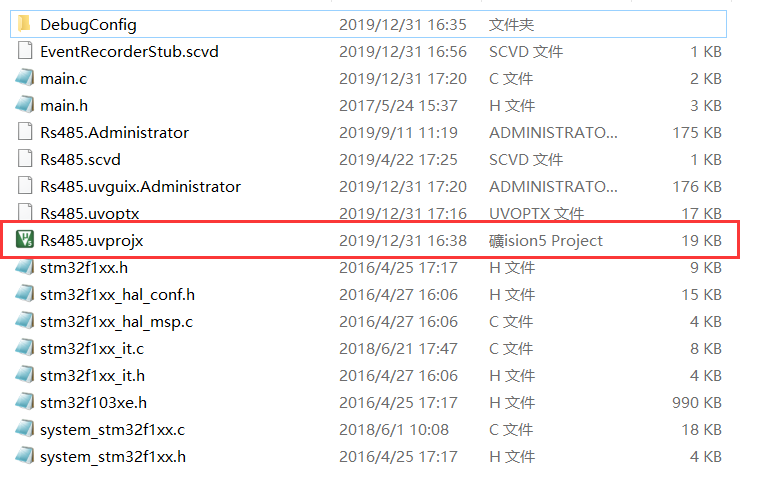 DebugConfig 2019/12/31 16:35 文件夹
EventRecorderStub.scvd 2019/12/31 16:56 SCVD 文件 1 KB
main.c 2019/12/31 17:20 C 文件 2 KB
main.h 2017/5/24 15:37 H 文件 3 KB
Rs485.Administrator 2019/9/11 11:19 ADMINISTRATO... 175 KB
Rs485.scvd 2019/4/22 17:25 SCVD 文件 1 KB
Rs485.uvguix.Administrator 2019/12/31 17:20 ADMINISTRATO... 176 KB
Rs485.uvoptx 2019/12/31 17:16 UVOPTX 文件 17 KB
Rs485.uvprojx 2019/12/31 16:38 礦ision5 Project 19 KB
stm32f1xx.h 2016/4/25 17:17 H 文件 9 KB
stm32f1xx_hal_conf.h 2016/4/27 16:06 H 文件 15 KB
stm32f1xx_hal_msp.c 2016/4/27 16:06 C 文件 4 KB
stm32f1xx_it.c 2018/6/21 17:47 C 文件 8 KB
stm32f1xx_it.h 2016/4/27 16:06 H 文件 4 KB
stm32f103xe.h 2016/4/25 17:17 H 文件 990 KB
system_stm32f1xx.c 2018/6/1 10:08 C 文件 18 KB
system_stm32f1xx.h 2016/4/25 17:17 H 文件 4 KB